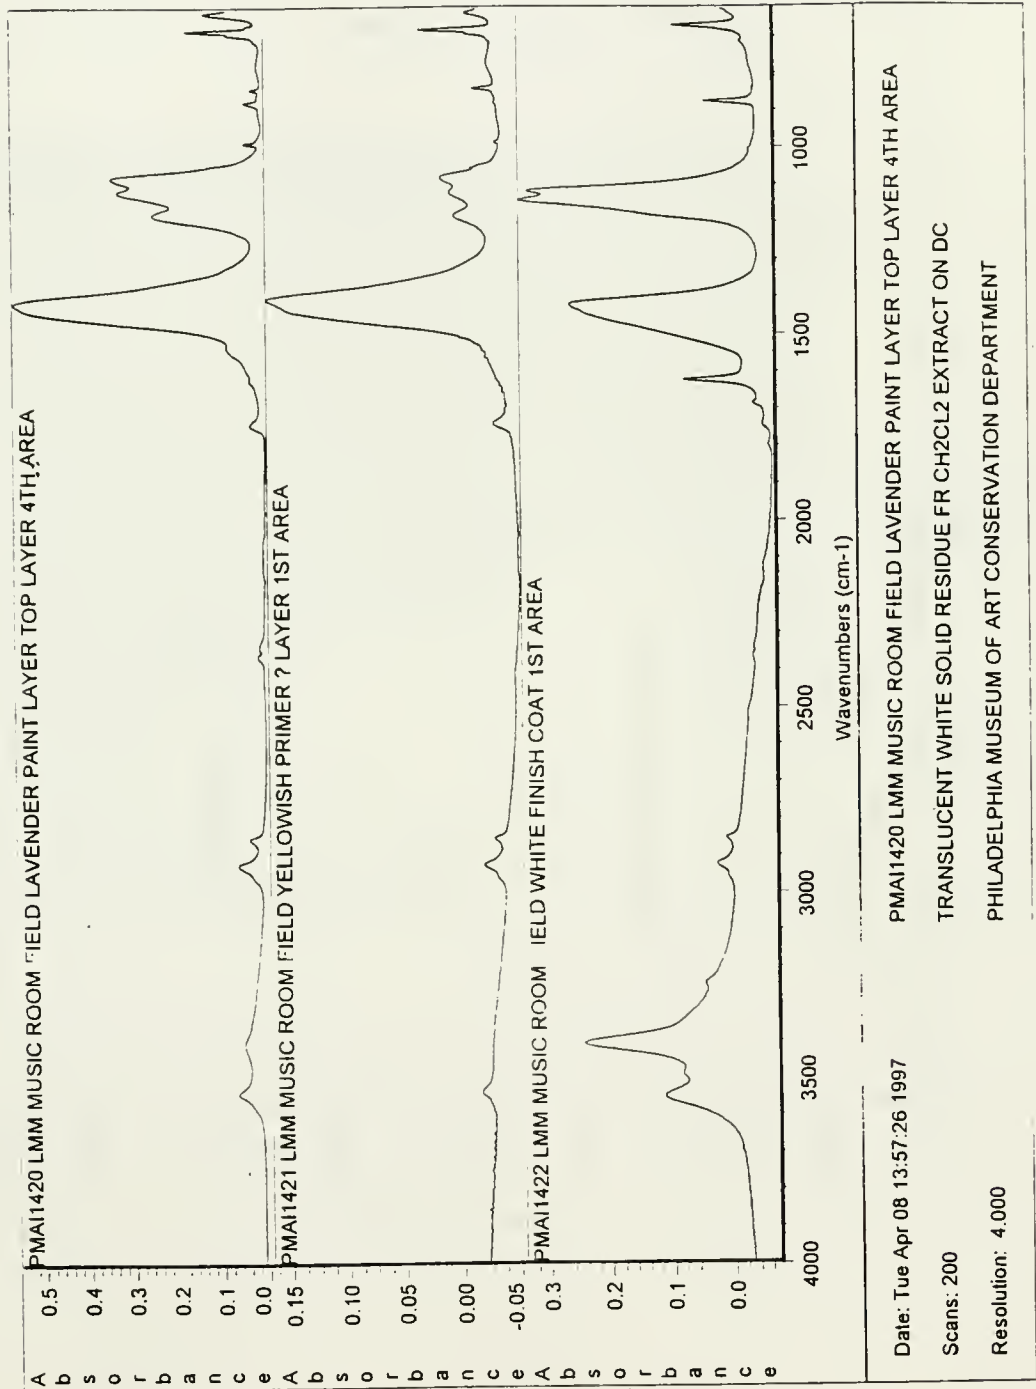 PMAI1420 LMM MUSIC ROOM FIELD LAVENDER PAINT LAYER TOP LAYER 4TH AREA
Absorbance
0.5
0.4
0.3
0.2
0.1
0.0
PMAI1421 LMM MUSIC ROOM FIELD YELLOWISH PRIMER ? LAYER 1ST AREA
Absorbance
0.15
0.10
0.05
0.00
-0.05
PMAI1422 LMM MUSIC ROOM IELD WHITE FINISH COAT 1ST AREA
Absorbance
0.3
0.2
0.1
0.0
4000 3500 3000 2500 2000 1500 1000
Wavenumbers (cm-1)
Date: Tue Apr 08 13:57:26 1997 PMAI1420 LMM MUSIC ROOM FIELD LAVENDER PAINT LAYER TOP LAYER 4TH AREA
Scans: 200 TRANSLUCENT WHITE SOLID RESIDUE FR CH2CL2 EXTRACT ON DC
Resolution: 4.000 PHILADELPHIA MUSEUM OF ART CONSERVATION DEPARTMENT